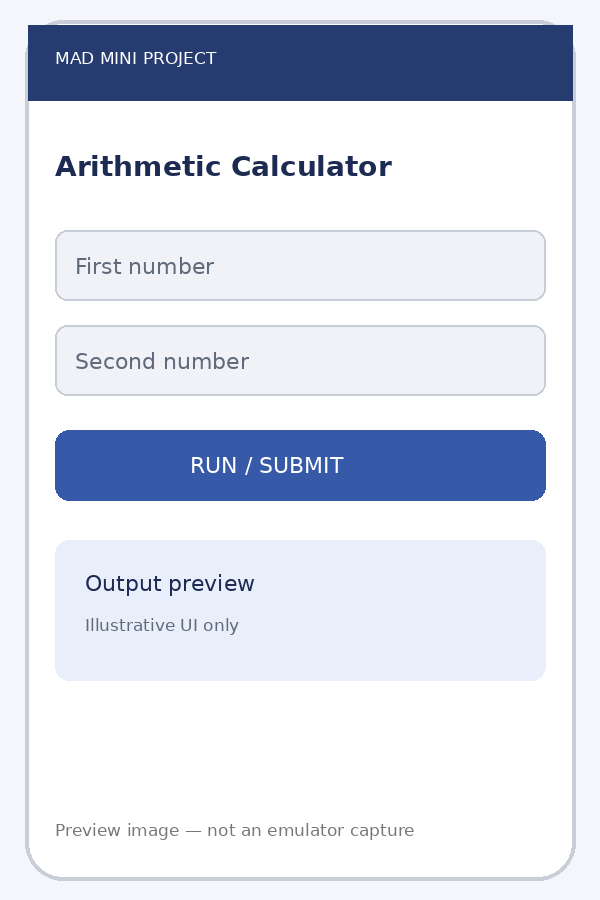 MAD MINI PROJECT
Arithmetic Calculator
First number
Second number
RUN / SUBMIT
Output preview
Illustrative UI only
Preview image — not an emulator capture